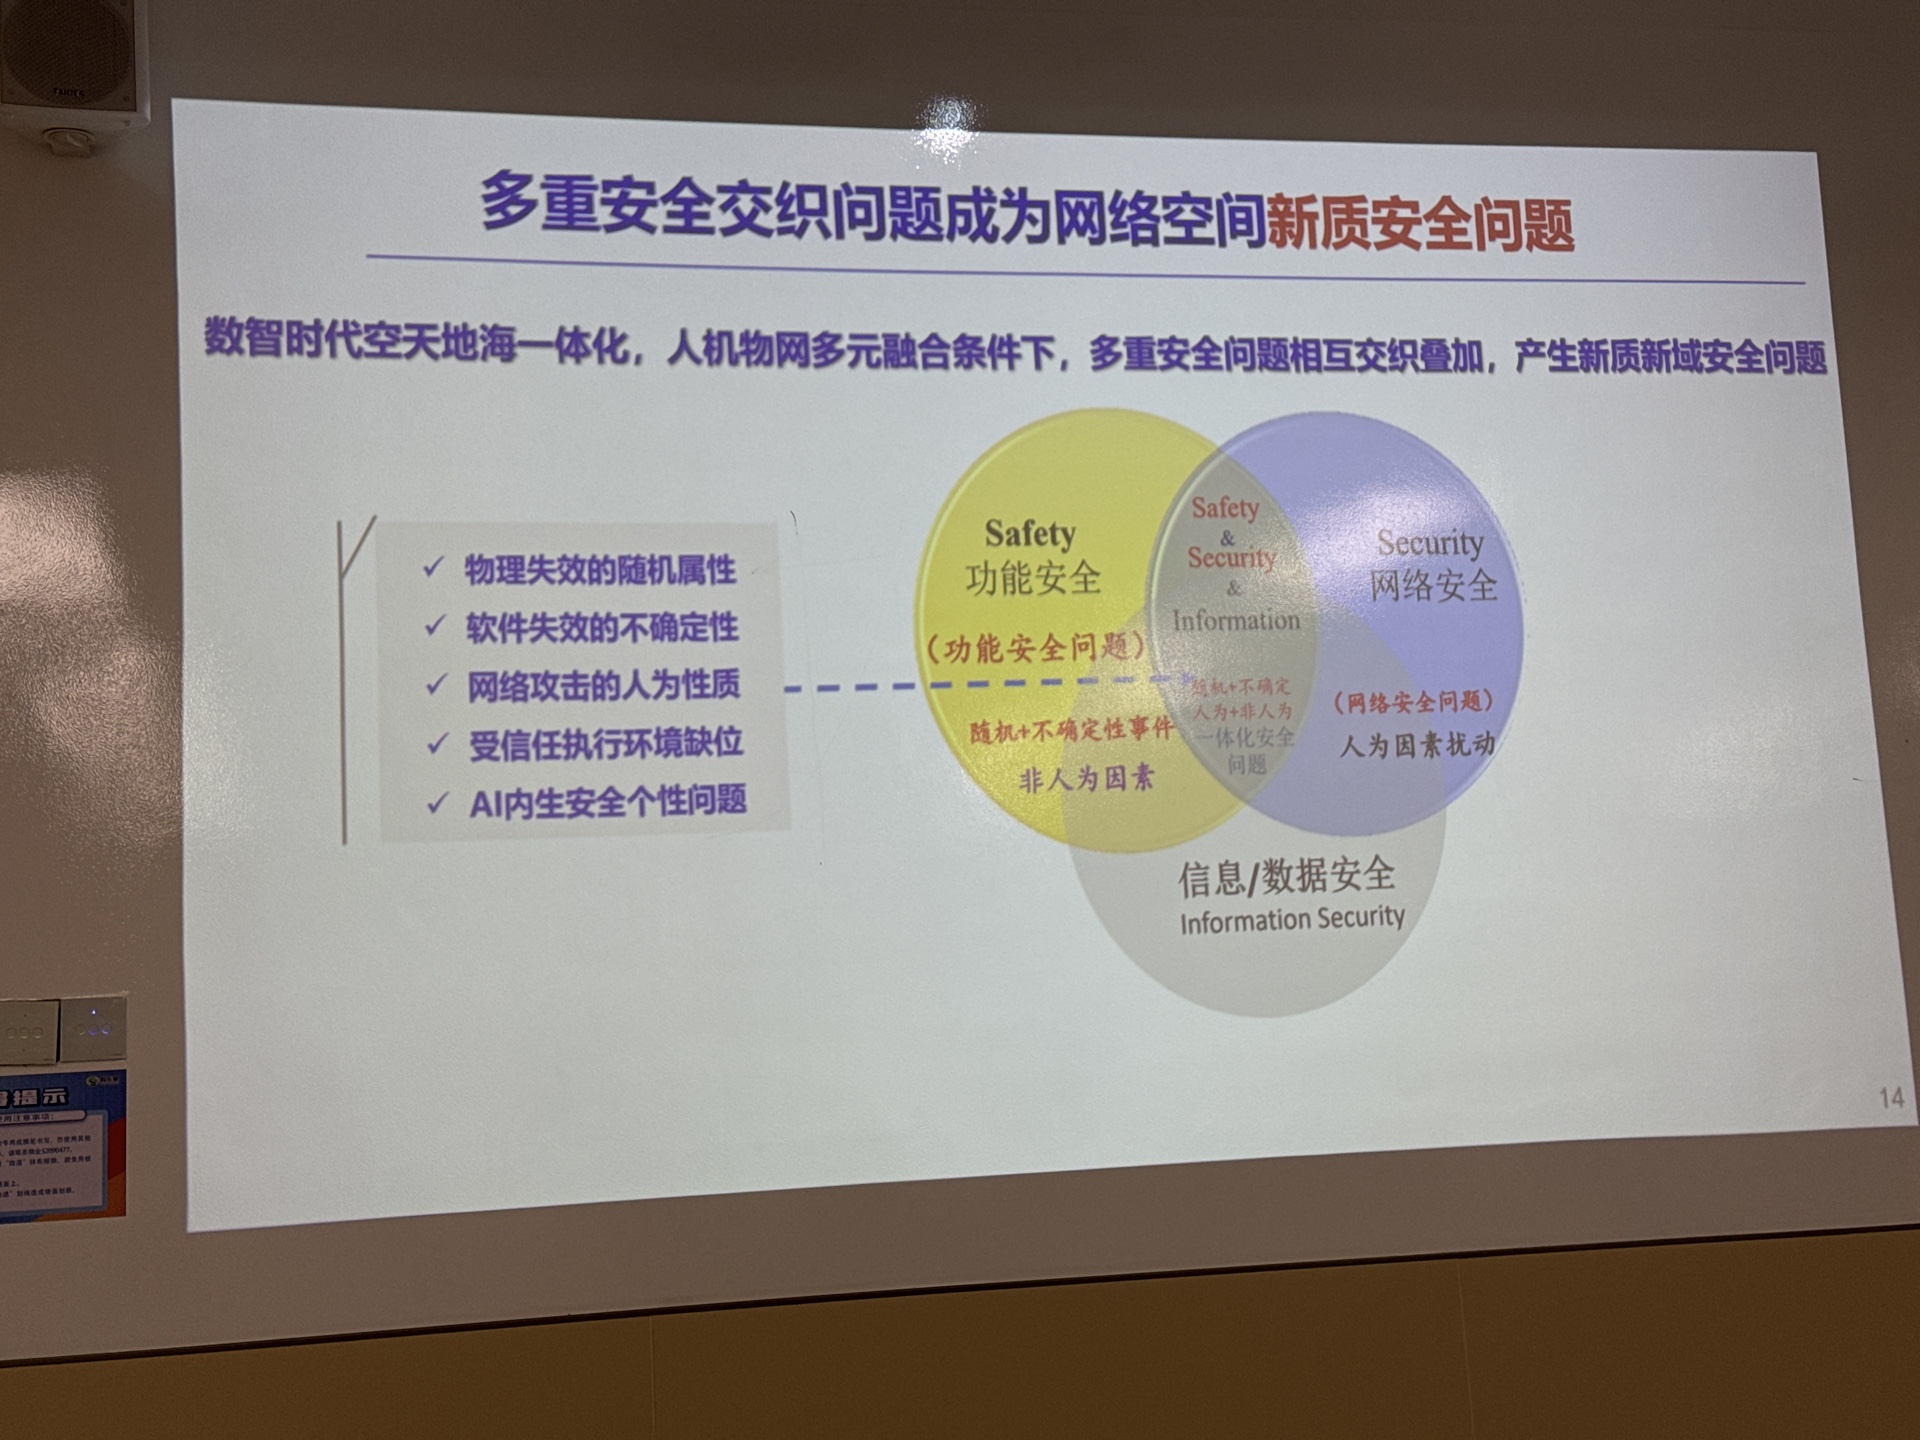 多重安全交织问题成为网络空间新质安全问题
数智时代空天地海一体化，人机物网多元融合条件下，多重安全问题相互交织叠加，产生新质新域安全问题
✓ 物理失效的随机属性
✓ 软件失效的不确定性
✓ 网络攻击的人为性质
✓ 受信任执行环境缺位
✓ AI内生安全个性问题
Safety
功能安全
（功能安全问题）
随机+不确定性事件
非人为因素
Safety
&
Security
&
Information
随机+不确定
人为+非人为
一体化安全
问题
Security
网络安全
（网络安全问题）
人为因素扰动
信息/数据安全
Information Security
14
提示